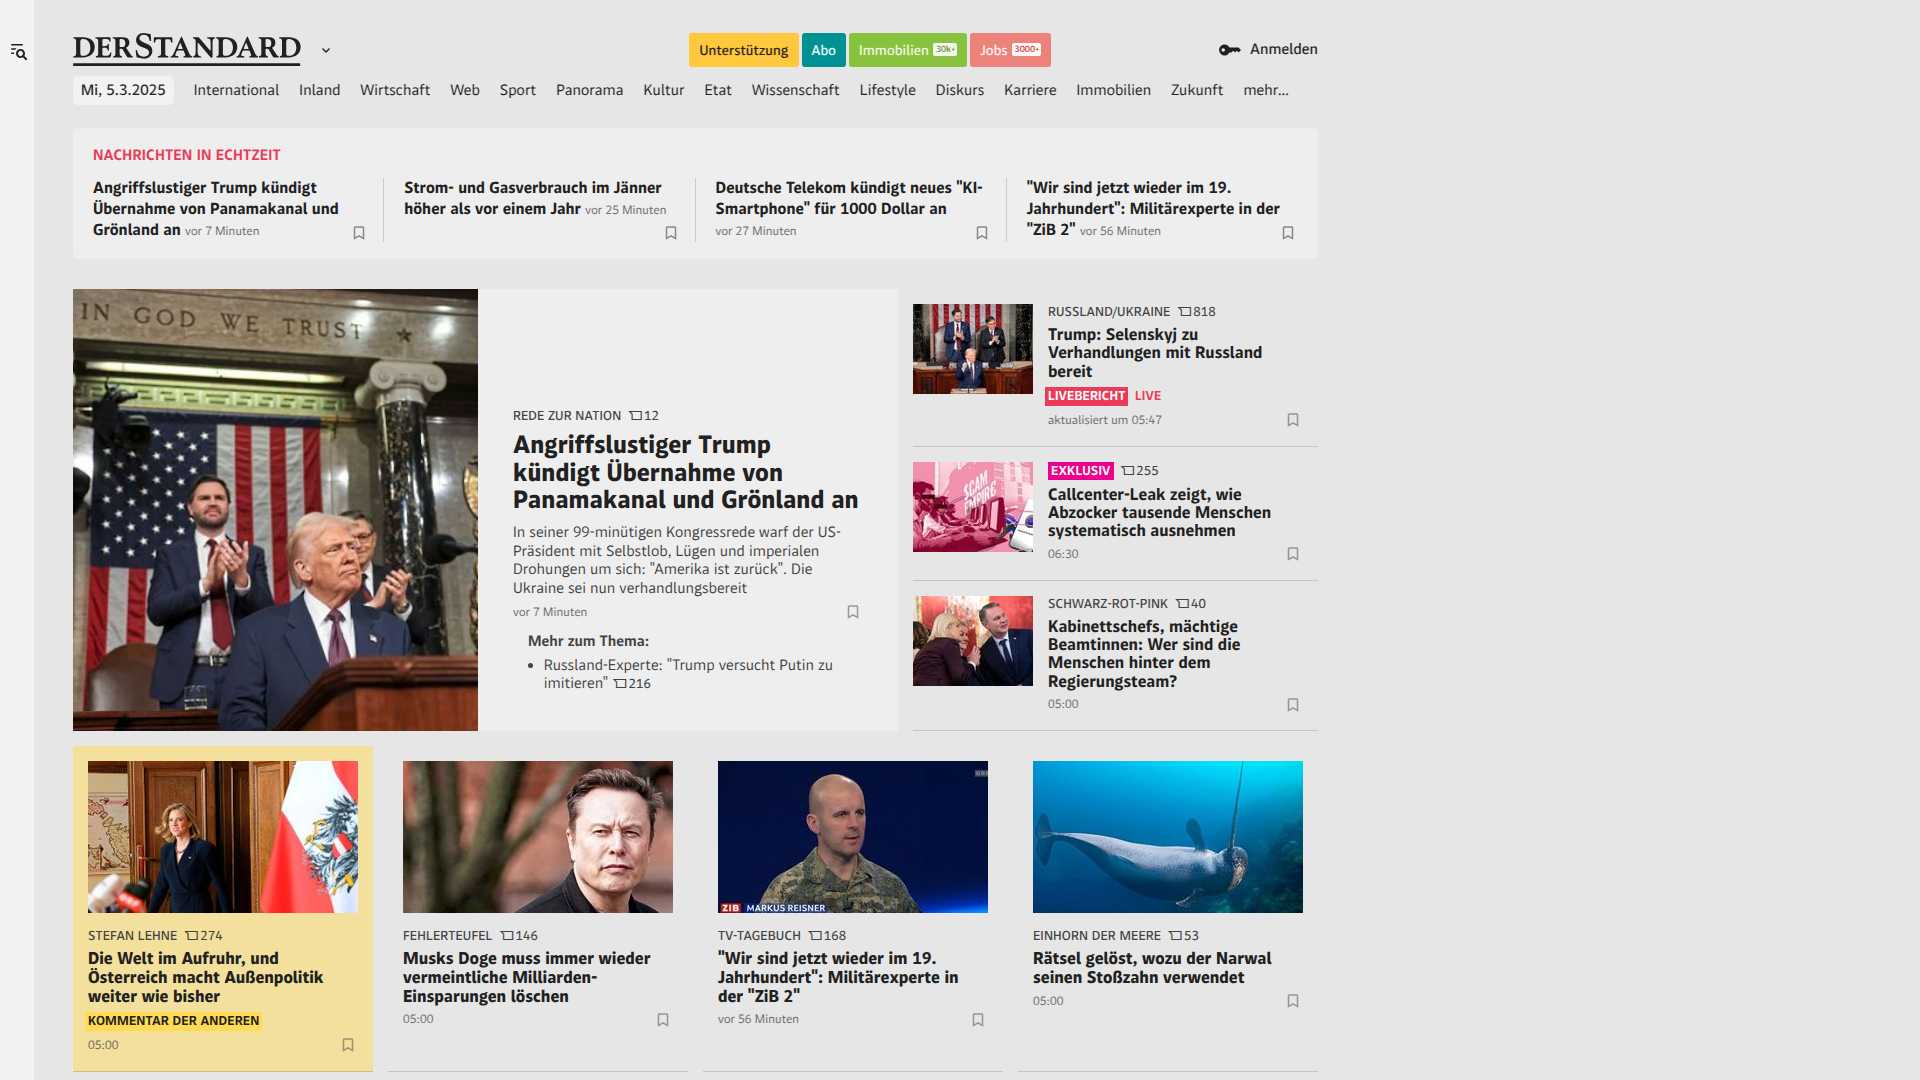 DERSTANDARD
Unterstützung
Abo
Immobilien 30k+
Jobs 3000+
Anmelden
Mi, 5.3.2025
International
Inland
Wirtschaft
Web
Sport
Panorama
Kultur
Etat
Wissenschaft
Lifestyle
Diskurs
Karriere
Immobilien
Zukunft
mehr...
NACHRICHTEN IN ECHTZEIT
Angriffslustiger Trump kündigt
Übernahme von Panamakanal und
Grönland an vor 7 Minuten
Strom- und Gasverbrauch im Jänner
höher als vor einem Jahr vor 25 Minuten
Deutsche Telekom kündigt neues "KI-
Smartphone" für 1000 Dollar an
vor 27 Minuten
"Wir sind jetzt wieder im 19.
Jahrhundert": Militärexperte in der
"ZiB 2" vor 56 Minuten
IN GOD WE TRUST
REDE ZUR NATION 12
Angriffslustiger Trump
kündigt Übernahme von
Panamakanal und Grönland an
In seiner 99-minütigen Kongressrede warf der US-
Präsident mit Selbstlob, Lügen und imperialen
Drohungen um sich: "Amerika ist zurück". Die
Ukraine sei nun verhandlungsbereit
vor 7 Minuten
Mehr zum Thema:
• Russland-Experte: "Trump versucht Putin zu
imitieren" 216
RUSSLAND/UKRAINE 818
Trump: Selenskyj zu
Verhandlungen mit Russland
bereit
LIVEBERICHT LIVE
aktualisiert um 05:47
SCAM
EMPIRE
EXKLUSIV 255
Callcenter-Leak zeigt, wie
Abzocker tausende Menschen
systematisch ausnehmen
06:30
SCHWARZ-ROT-PINK 40
Kabinettschefs, mächtige
Beamtinnen: Wer sind die
Menschen hinter dem
Regierungsteam?
05:00
STEFAN LEHNE 274
Die Welt im Aufruhr, und
Österreich macht Außenpolitik
weiter wie bisher
KOMMENTAR DER ANDEREN
05:00
FEHLERTEUFEL 146
Musks Doge muss immer wieder
vermeintliche Milliarden-
Einsparungen löschen
05:00
ZIB MARKUS REISNER
TV-TAGEBUCH 168
"Wir sind jetzt wieder im 19.
Jahrhundert": Militärexperte in
der "ZiB 2"
vor 56 Minuten
EINHORN DER MEERE 53
Rätsel gelöst, wozu der Narwal
seinen Stoßzahn verwendet
05:00